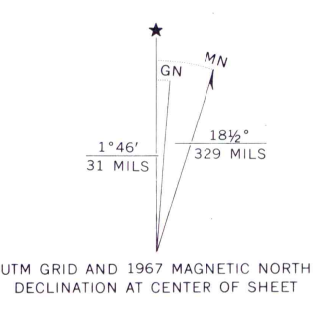 ★
GN
MN
1°46′
31 MILS
18½°
329 MILS
UTM GRID AND 1967 MAGNETIC NORTH
DECLINATION AT CENTER OF SHEET